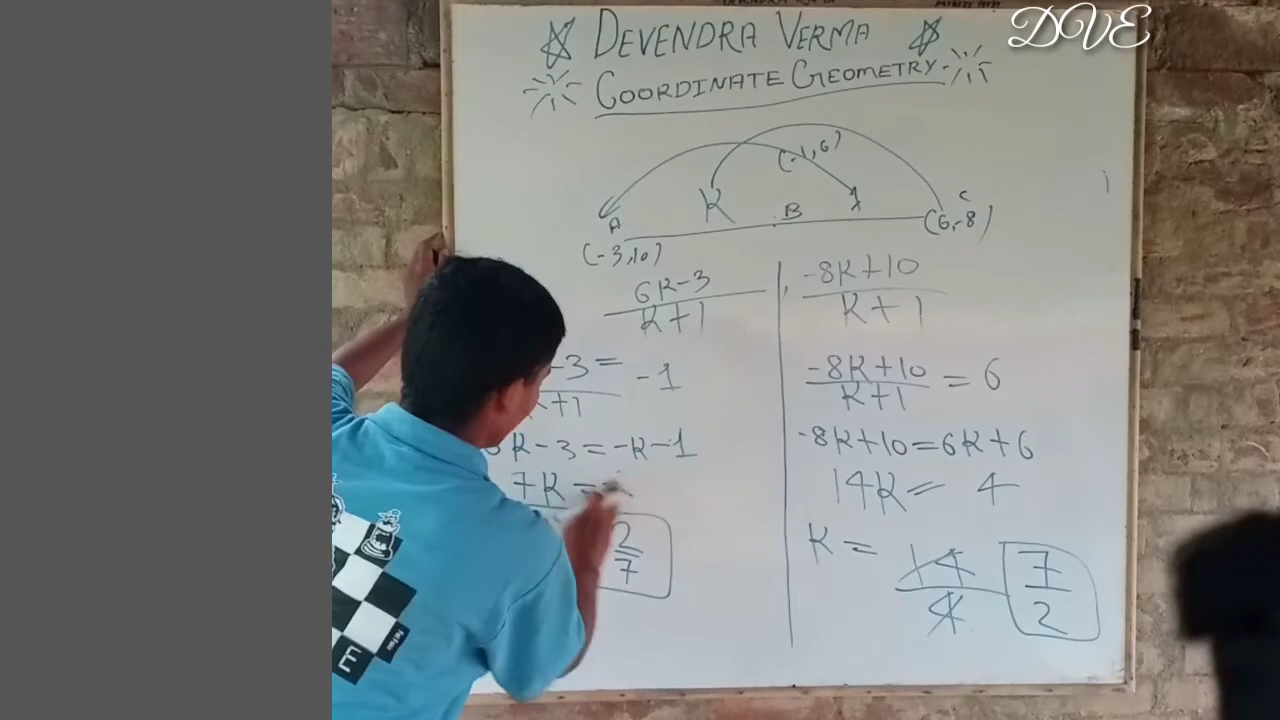 DVE
DEVENDRA VERMA
COORDINATE GEOMETRY
(-1,6)
K 1
A B C
(-3,10) (6,-8)
6K-3
K+1
,
-8K+10
K+1
-3=
K+1 -1
K-3=-K-1
7K=
2
7
-8K+10
K+1 =6
-8K+10=6K+6
14K= 4
K= 14
4
7
2
E